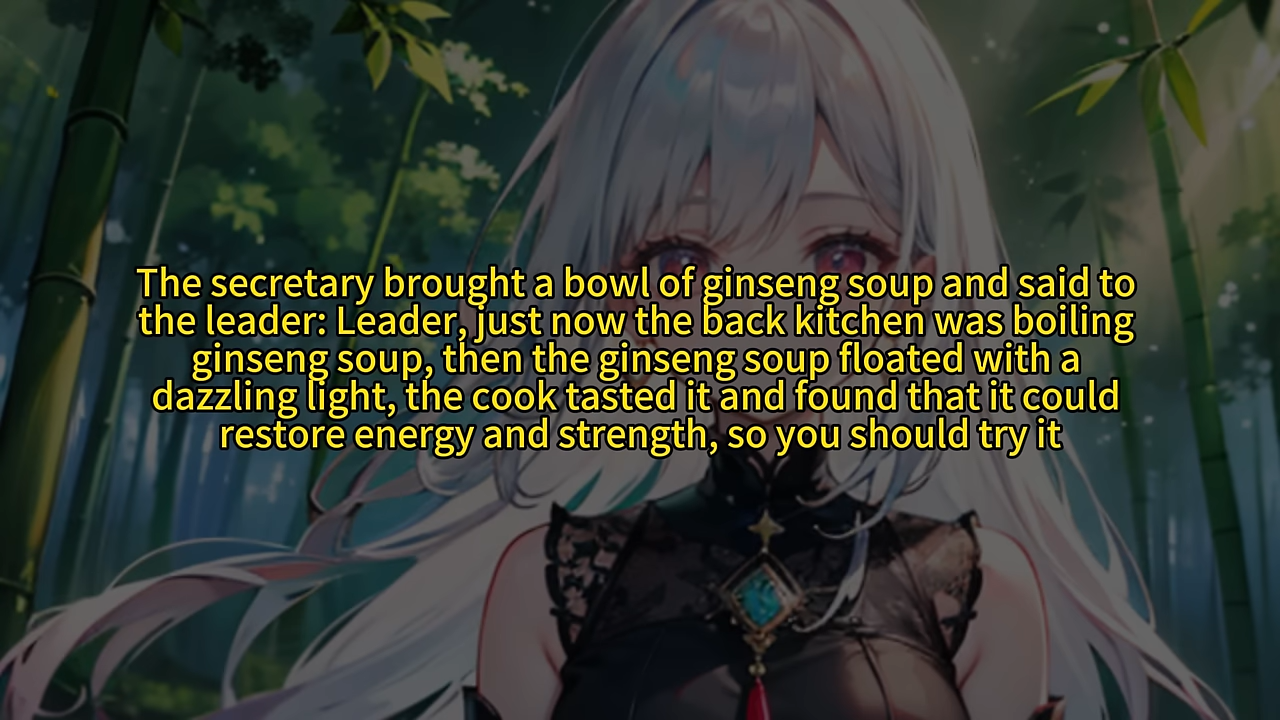 The secretary brought a bowl of ginseng soup and said to
the leader: Leader, just now the back kitchen was boiling
ginseng soup, then the ginseng soup floated with a
dazzling light, the cook tasted it and found that it could
restore energy and strength, so you should try it